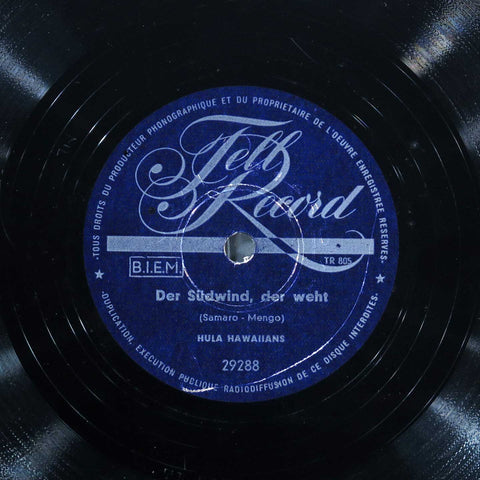 TOUS DROITS DU PRODUCTEUR PHONOGRAPHIQUE ET DU PROPRIETAIRE DE L'OEUVRE ENREGISTREE RESERVES
Tell
Record
B.I.E.M.
TR 805
Der Südwind, der weht
(Samaro - Mengo)
HULA HAWAIIANS
29288
DUPLICATION, EXECUTION PUBLIQUE RADIODIFFUSION DE CE DISQUE INTERDITES